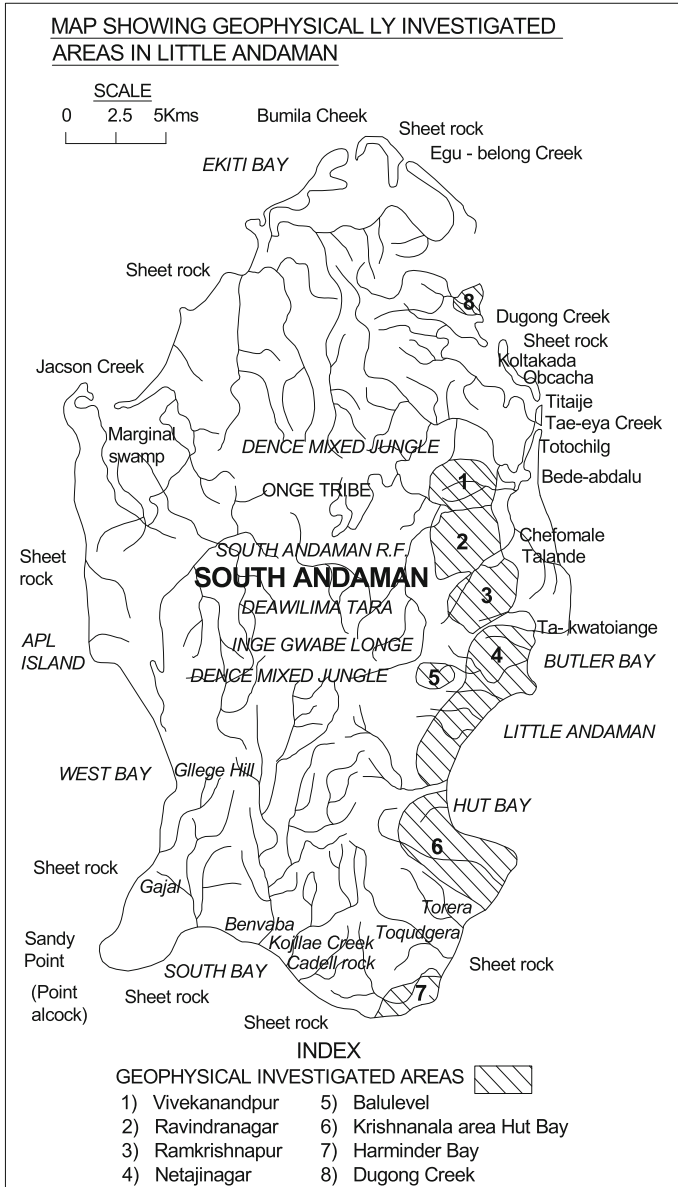 MAP SHOWING GEOPHYSICAL LY INVESTIGATED
AREAS IN LITTLE ANDAMAN
SCALE
0 2.5 5Kms
Bumila Cheek
Sheet rock
Egu - belong Creek
EKITI BAY
Sheet rock
8
Dugong Creek
Sheet rock
Koltakada
Obcacha
Jacson Creek
Titaije
Tae-eya Creek
Marginal
swamp
DENCE MIXED JUNGLE
Totochilg
1
Bede-abdalu
ONGE TRIBE
2
Chefomale
Talande
Sheet
rock
SOUTH ANDAMAN R.F.
SOUTH ANDAMAN
3
DEAWILIMA TARA
Ta- kwatoiange
APL
ISLAND
INGE GWABE LONGE
4
BUTLER BAY
DENCE MIXED JUNGLE
5
LITTLE ANDAMAN
WEST BAY
Gllege Hill
HUT BAY
6
Sheet rock
Gajal
Torera
Benvaba
Toqudgera
Kojllae Creek
Cadell rock
Sandy
Point
SOUTH BAY
Sheet rock
(Point
alcock)
Sheet rock
7
Sheet rock
INDEX
GEOPHYSICAL INVESTIGATED AREAS
1) Vivekanandpur 5) Balulevel
2) Ravindranagar 6) Krishnanala area Hut Bay
3) Ramkrishnapur 7) Harminder Bay
4) Netajinagar 8) Dugong Creek